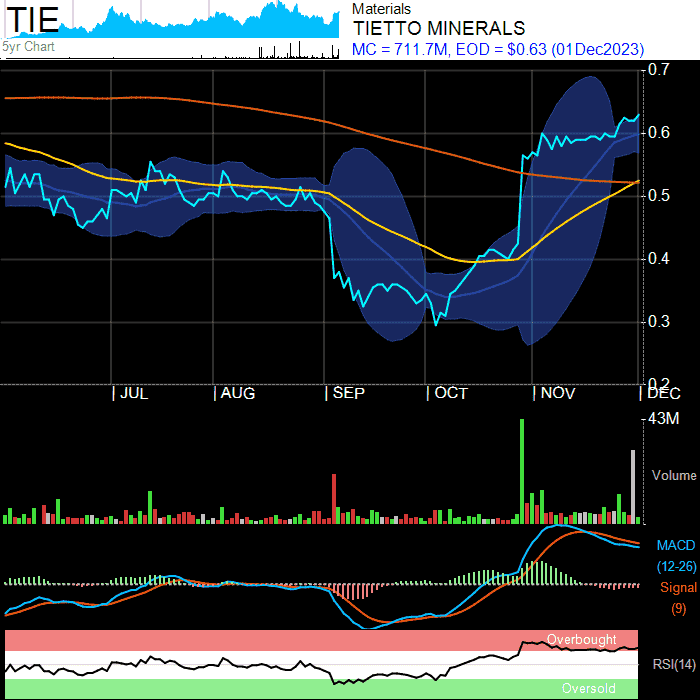 TIE
5yr Chart
Materials
TIETTO MINERALS
MC = 711.7M, EOD = $0.63 (01Dec2023)
0.7
0.6
0.5
0.4
0.3
0.2
JUL AUG SEP OCT NOV DEC
43M
Volume
MACD
(12-26)
Signal
(9)
Overbought
RSI(14)
Oversold